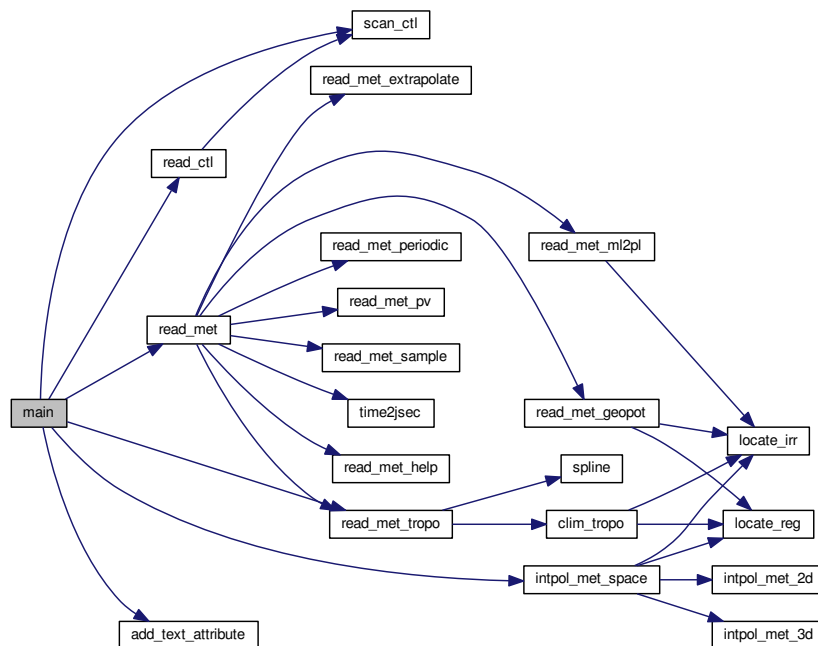 scan_ctl
read_met_extrapolate
read_ctl
read_met_periodic
read_met_ml2pl
read_met_pv
read_met
read_met_sample
main
time2jsec
read_met_geopot
locate_irr
read_met_help
spline
read_met_tropo
clim_tropo
locate_reg
intpol_met_space
intpol_met_2d
add_text_attribute
intpol_met_3d